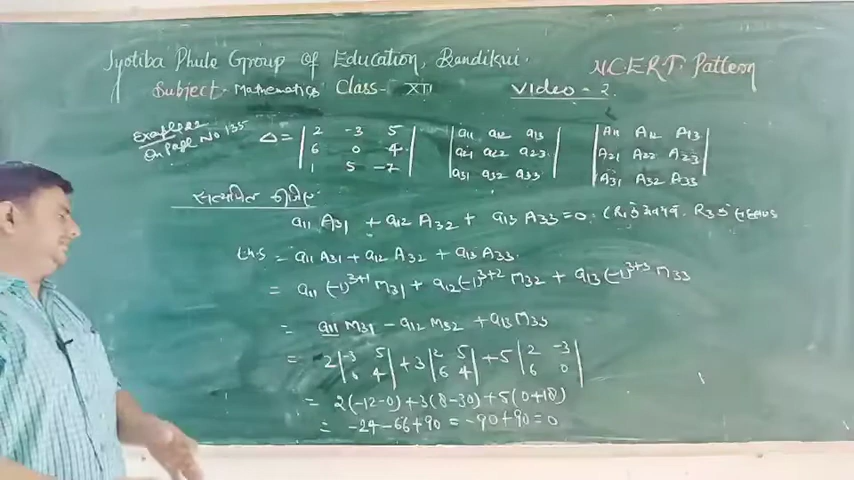 Jyotiba Phule Group of Education, Bandikui.
NCERT Pattern
Subject - Mathematics Class - XII Video - 2
On page No 135
Δ = | 2 -3 5 | | a11 a12 a13 | | A11 A12 A13 |
| 6 0 4 | | a21 a22 a23 | | A21 A22 A23 |
| 1 5 -7 | | a31 a32 a33 | | A31 A32 A33 |
सत्यापित कीजिए
a11 A31 + a12 A32 + a13 A33 = 0. (R1 के अवयव. R3 के
L.h.S = a11 A31 + a12 A32 + a13 A33.
= a11 (-1)^3+1 M31 + a12 (-1)^3+2 M32 + a13 (-1)^3+3 M33
= a11 M31 - a12 M32 + a13 M33
= 2 | -3 5 | + 3 | 2 5 | + 5 | 2 -3 |
4 | | 6 4 | | 6 0 |
= 2(-12-0) + 3(8-30) + 5(0+18)
= -24-66+90 = -90+90 = 0